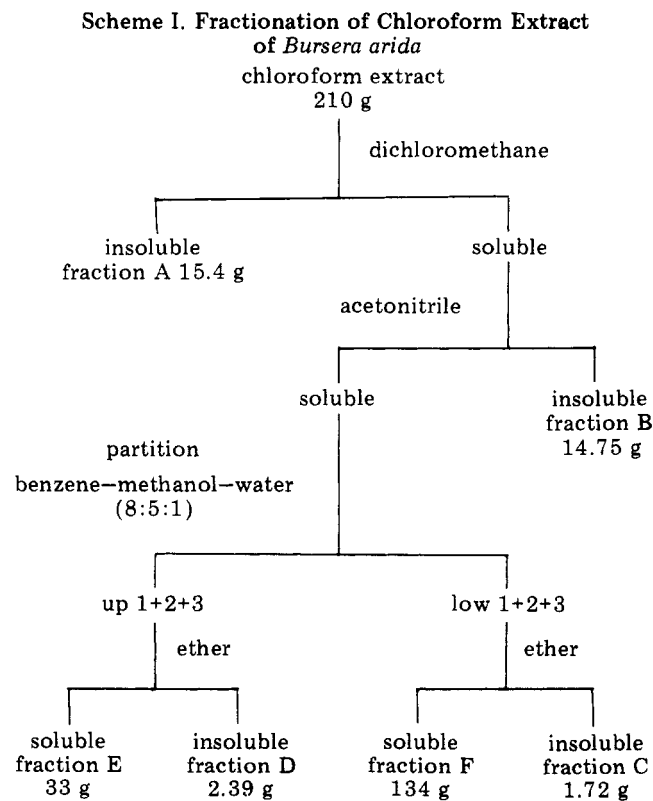 Scheme I. Fractionation of Chloroform Extract
of Bursera arida
chloroform extract
210 g
dichloromethane
insoluble
fraction A 15.4 g
soluble
acetonitrile
soluble
insoluble
fraction B
14.75 g
partition
benzene—methanol—water
(8:5:1)
up 1+2+3
low 1+2+3
ether
ether
soluble
fraction E
33 g
insoluble
fraction D
2.39 g
soluble
fraction F
134 g
insoluble
fraction C
1.72 g